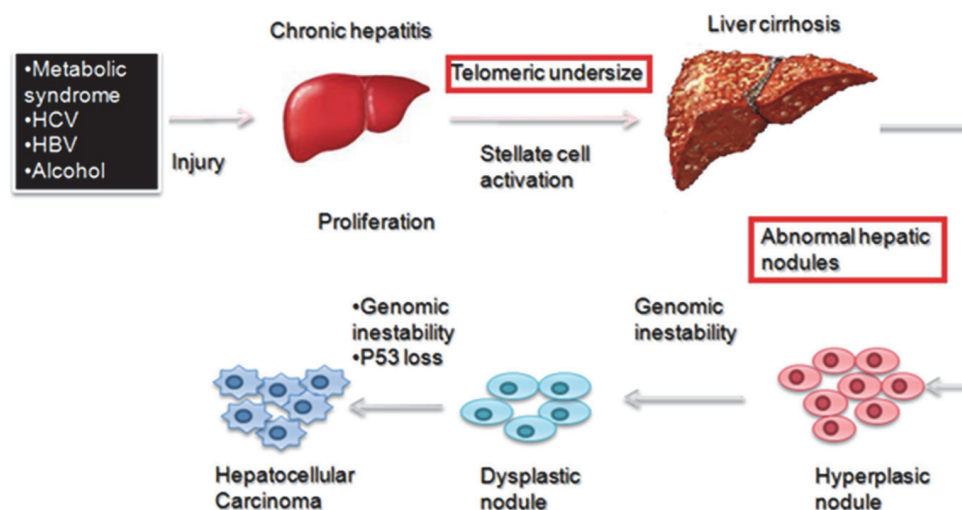 Chronic hepatitis
Liver cirrhosis
•Metabolic
syndrome
•HCV
•HBV
•Alcohol
Injury
Telomeric undersize
Stellate cell
activation
Proliferation
Abnormal hepatic
nodules
•Genomic
inestability
•P53 loss
Genomic
inestability
Hepatocellular
Carcinoma
Dysplastic
nodule
Hyperplasic
nodule